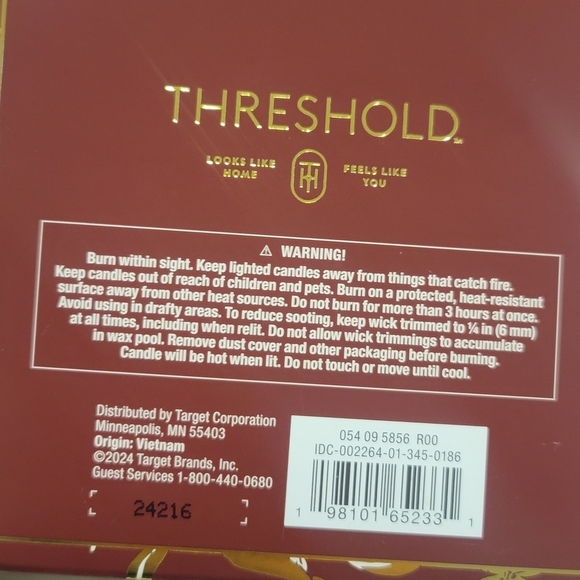 THRESHOLD
LOOKS LIKE HOME
FEELS LIKE YOU
⚠ WARNING!
Burn within sight. Keep lighted candles away from things that catch fire.
Keep candles out of reach of children and pets. Burn on a protected, heat-resistant
surface away from other heat sources. Do not burn for more than 3 hours at once.
Avoid using in drafty areas. To reduce sooting, keep wick trimmed to ¼ in (6 mm)
at all times, including when relit. Do not allow wick trimmings to accumulate
in wax pool. Remove dust cover and other packaging before burning.
Candle will be hot when lit. Do not touch or move until cool.
Distributed by Target Corporation
Minneapolis, MN 55403
Origin: Vietnam
©2024 Target Brands, Inc.
Guest Services 1-800-440-0680
24216
054 09 5856 R00
IDC-002264-01-345-0186
1 98101 65233 1